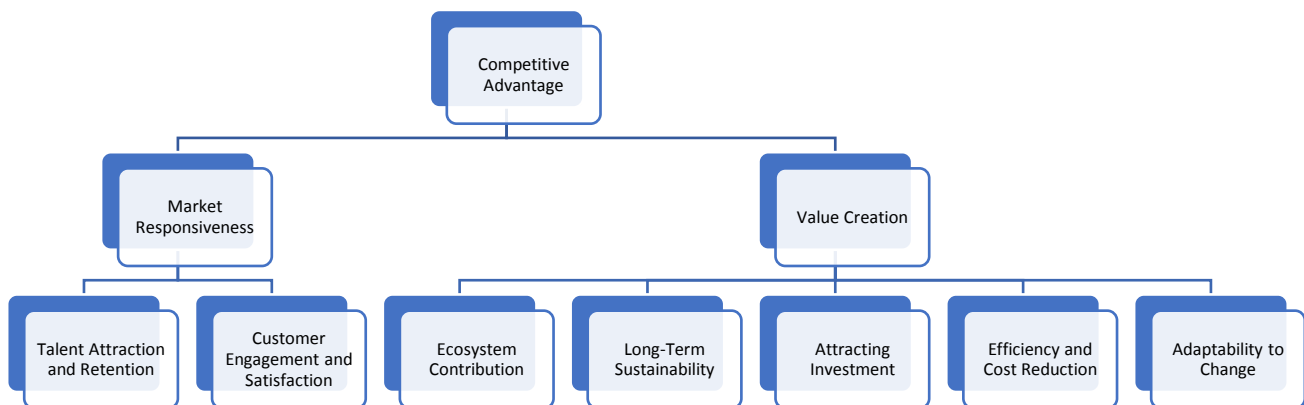 Competitive
Advantage
Market
Responsiveness
Value Creation
Talent Attraction
and Retention
Customer
Engagement and
Satisfaction
Ecosystem
Contribution
Long-Term
Sustainability
Attracting
Investment
Efficiency and
Cost Reduction
Adaptability to
Change